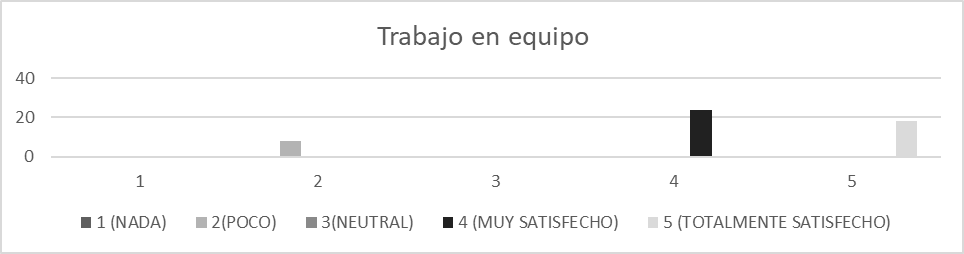 Trabajo en equipo
40
20
0
1 2 3 4 5
1 (NADA) 2(POCO) 3(NEUTRAL) 4 (MUY SATISFECHO) 5 (TOTALMENTE SATISFECHO)